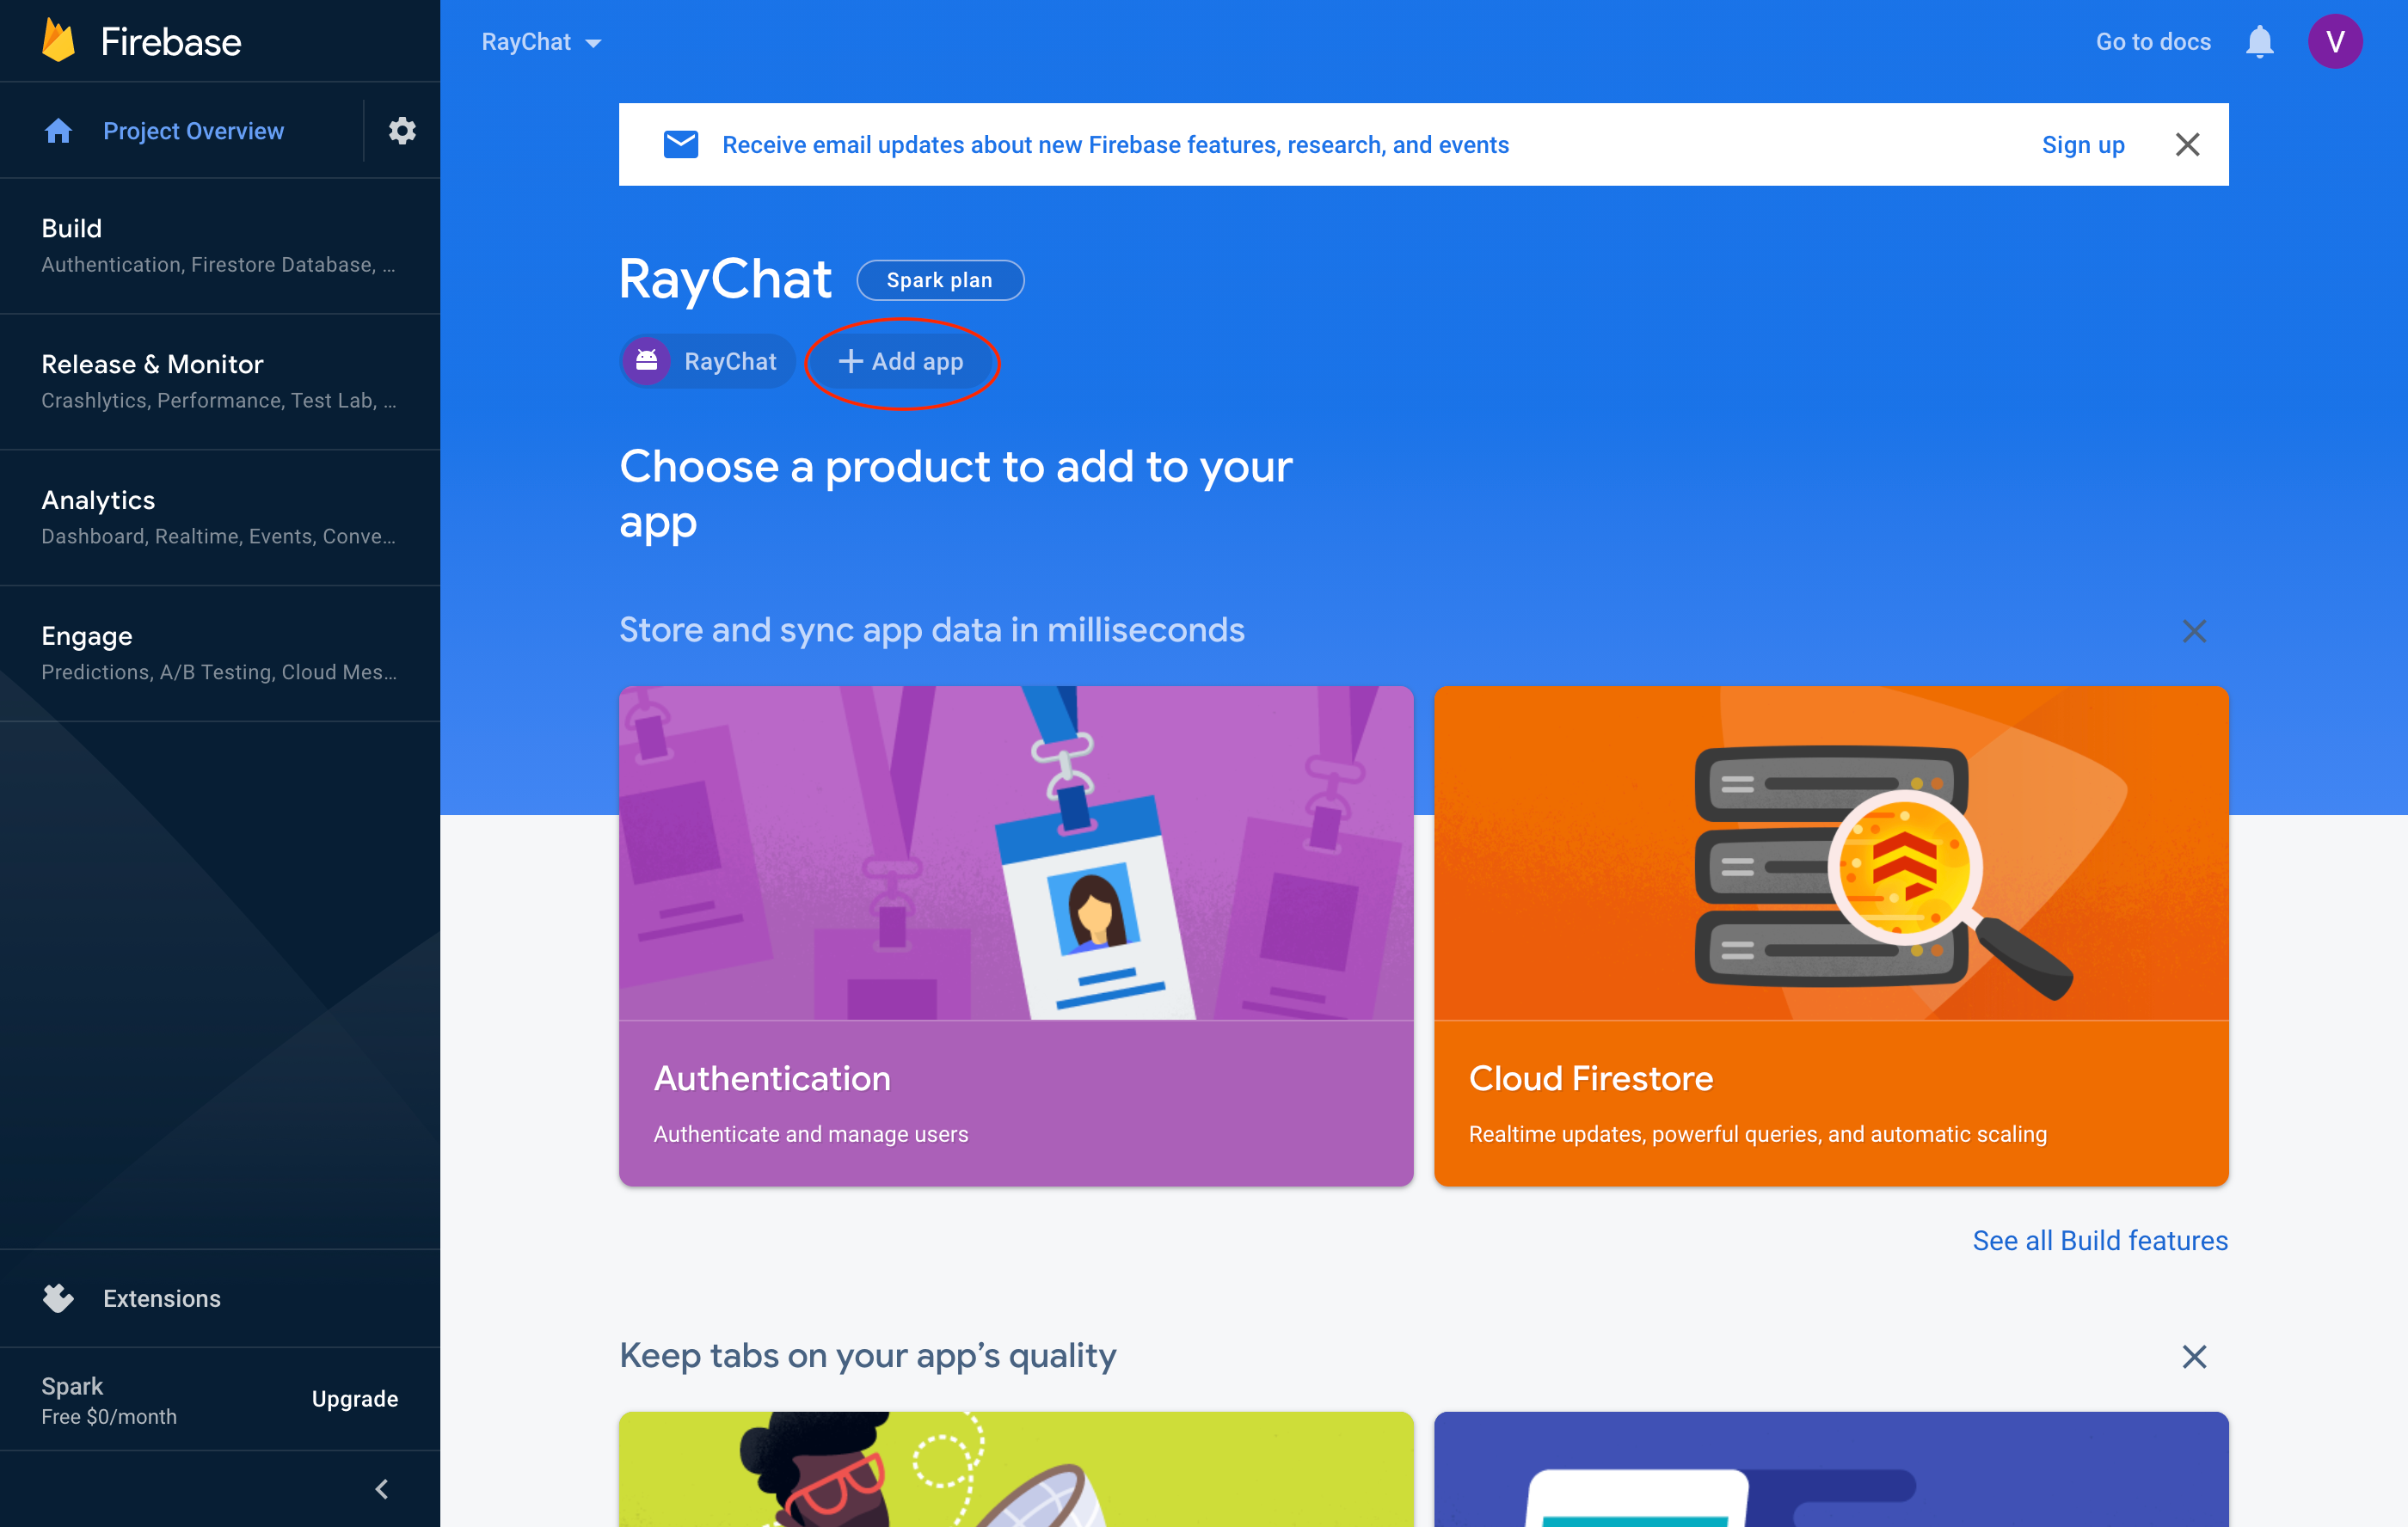 Firebase
RayChat
Go to docs
V
Project Overview
Receive email updates about new Firebase features, research, and events
Sign up
Build
Authentication, Firestore Database, ...
Release & Monitor
Crashlytics, Performance, Test Lab, ...
Analytics
Dashboard, Realtime, Events, Conve...
Engage
Predictions, A/B Testing, Cloud Mes...
Extensions
Spark
Free $0/month
Upgrade
RayChat
Spark plan
RayChat
Add app
Choose a product to add to your
app
Store and sync app data in milliseconds
Authentication
Authenticate and manage users
Cloud Firestore
Realtime updates, powerful queries, and automatic scaling
See all Build features
Keep tabs on your app’s quality